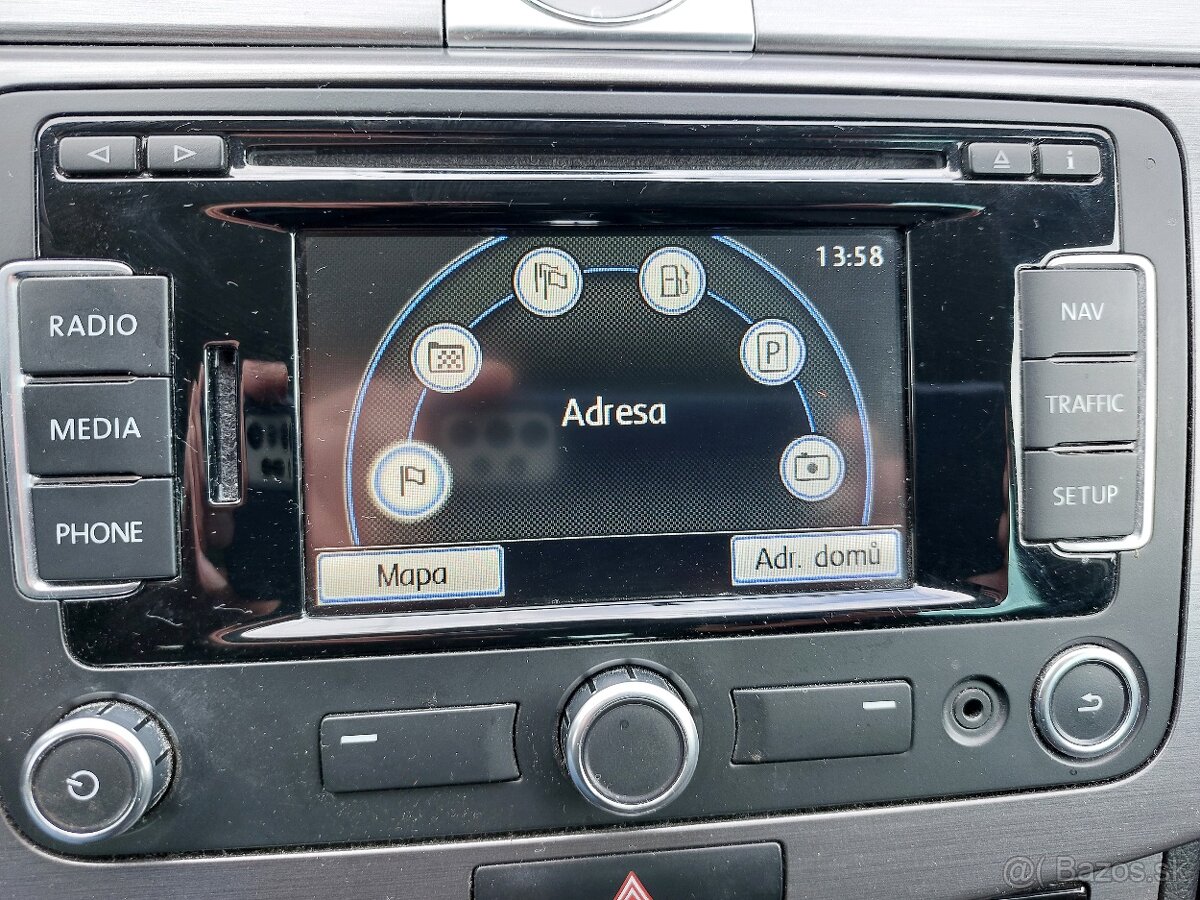 RADIO
MEDIA
PHONE
13:58
P
Adresa
Mapa
Adr. domů
i
NAV
TRAFFIC
SETUP
@( Bazos.sk